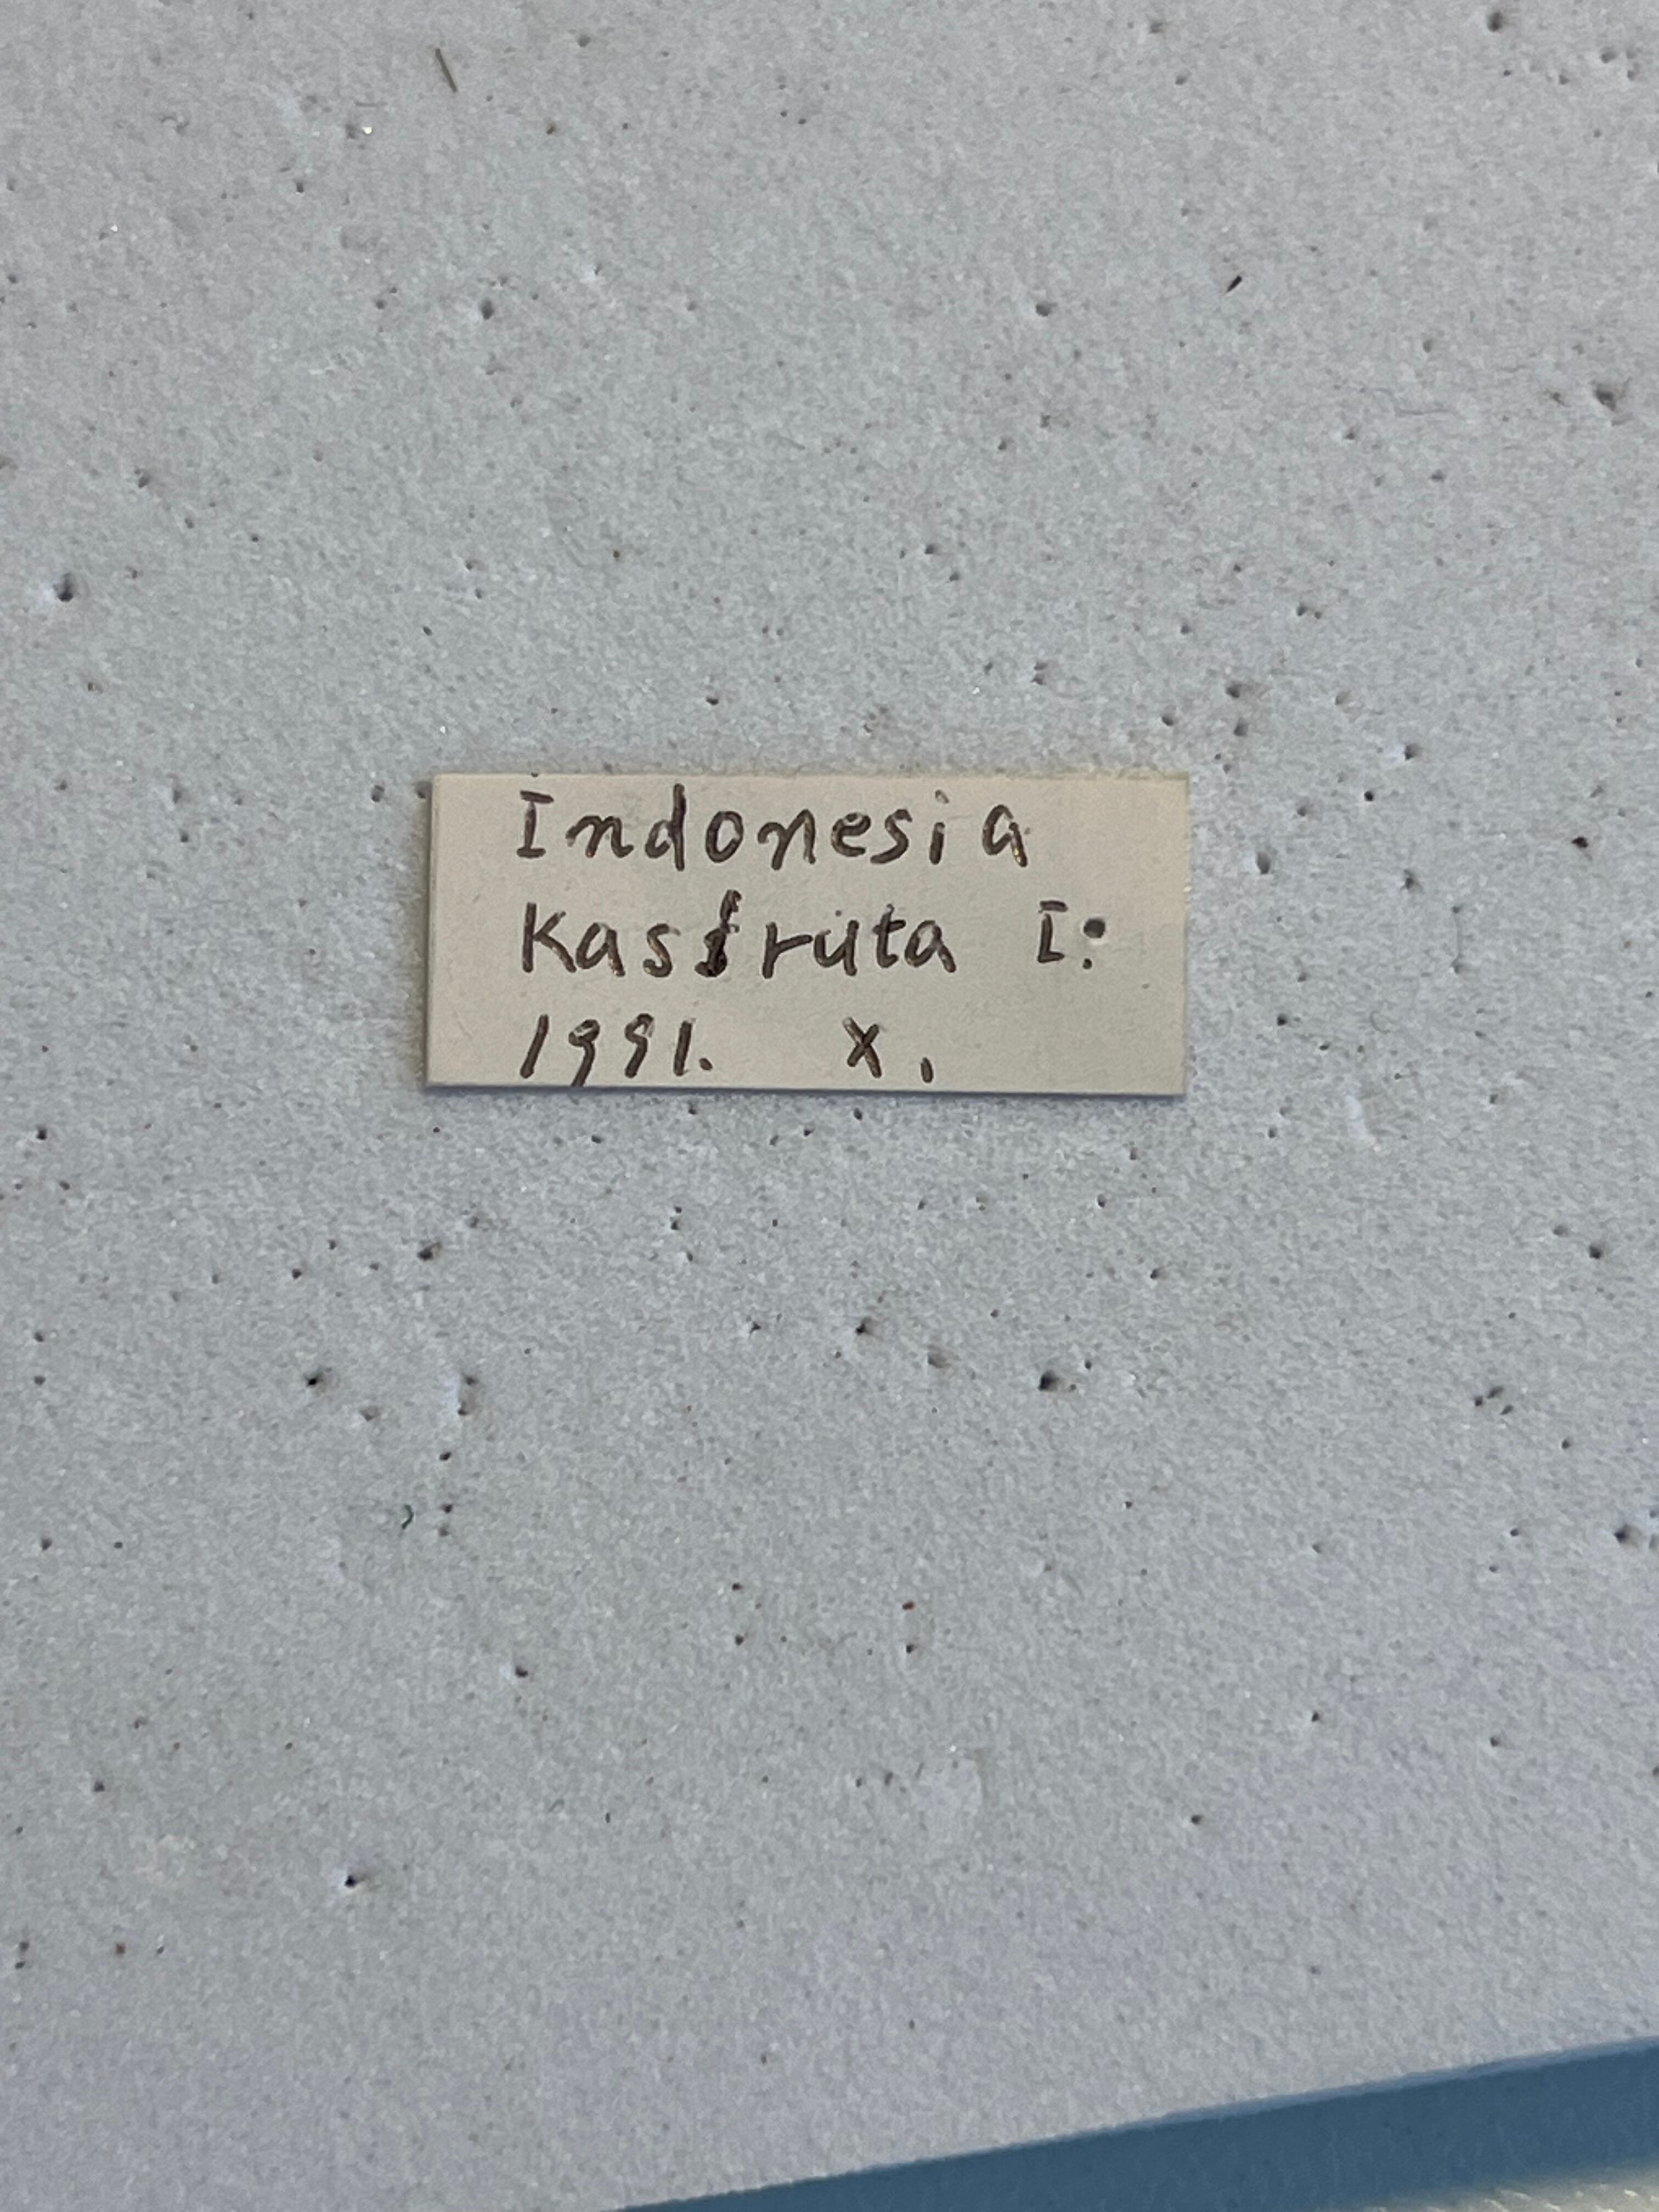 Indonesia
Kasiruta I.
1991. X.